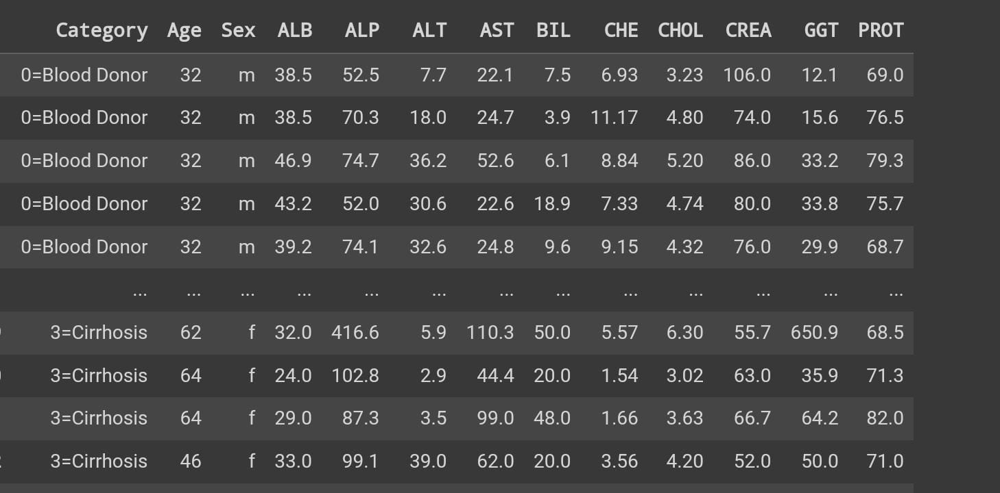 Category Age Sex ALB ALP ALT AST BIL CHE CHOL CREA GGT PROT
0=Blood Donor 32 m 38.5 52.5 7.7 22.1 7.5 6.93 3.23 106.0 12.1 69.0
0=Blood Donor 32 m 38.5 70.3 18.0 24.7 3.9 11.17 4.80 74.0 15.6 76.5
0=Blood Donor 32 m 46.9 74.7 36.2 52.6 6.1 8.84 5.20 86.0 33.2 79.3
0=Blood Donor 32 m 43.2 52.0 30.6 22.6 18.9 7.33 4.74 80.0 33.8 75.7
0=Blood Donor 32 m 39.2 74.1 32.6 24.8 9.6 9.15 4.32 76.0 29.9 68.7
... ... ... ... ... ... ... ... ... ... ... ... ...
3=Cirrhosis 62 f 32.0 416.6 5.9 110.3 50.0 5.57 6.30 55.7 650.9 68.5
3=Cirrhosis 64 f 24.0 102.8 2.9 44.4 20.0 1.54 3.02 63.0 35.9 71.3
3=Cirrhosis 64 f 29.0 87.3 3.5 99.0 48.0 1.66 3.63 66.7 64.2 82.0
3=Cirrhosis 46 f 33.0 99.1 39.0 62.0 20.0 3.56 4.20 52.0 50.0 71.0